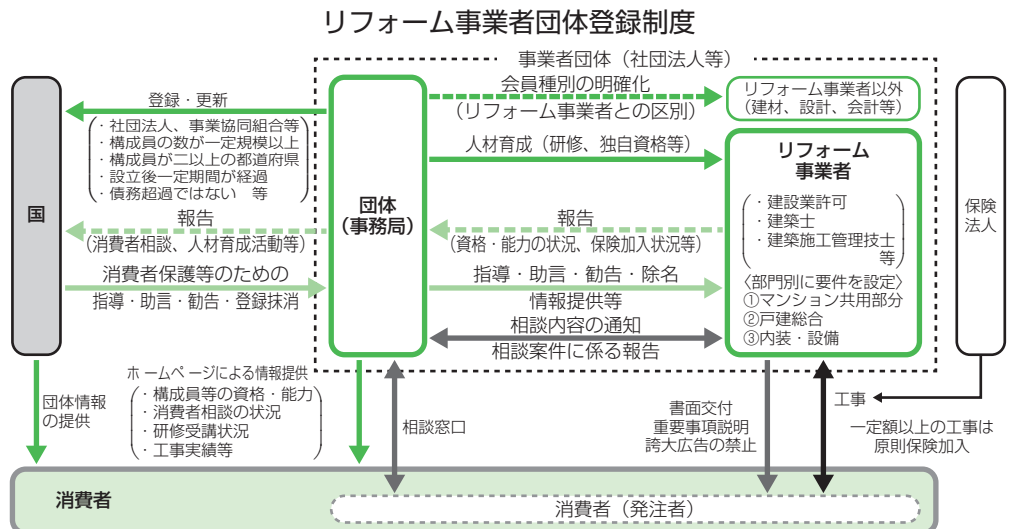 リフォーム事業者団体登録制度
事業者団体（社団法人等）
国
登録・更新
・社団法人、事業協同組合等
・構成員の数が一定規模以上
・構成員が二以上の都道府県
・設立後一定期間が経過
・債務超過ではない　等
報告
（消費者相談、人材育成活動等）
消費者保護等のための
指導・助言・勧告・登録抹消
団体
（事務局）
会員種別の明確化
（リフォーム事業者との区別）
人材育成（研修、独自資格等）
報告
（資格・能力の状況、保険加入状況等）
指導・助言・勧告・除名
情報提供等
相談内容の通知
相談案件に係る報告
リフォーム事業者以外
（建材、設計、会計等）
リフォーム
事業者
・建設業許可
・建築士
・建築施工管理技士
等
〈部門別に要件を設定〉
①マンション共用部分
②戸建総合
③内装・設備
保険
法人
団体情報
の提供
ホームページによる情報提供
・構成員等の資格・能力
・消費者相談の状況
・研修受講状況
・工事実績等
相談窓口
書面交付
重要事項説明
誇大広告の禁止
工事
一定額以上の工事は
原則保険加入
消費者
消費者（発注者）